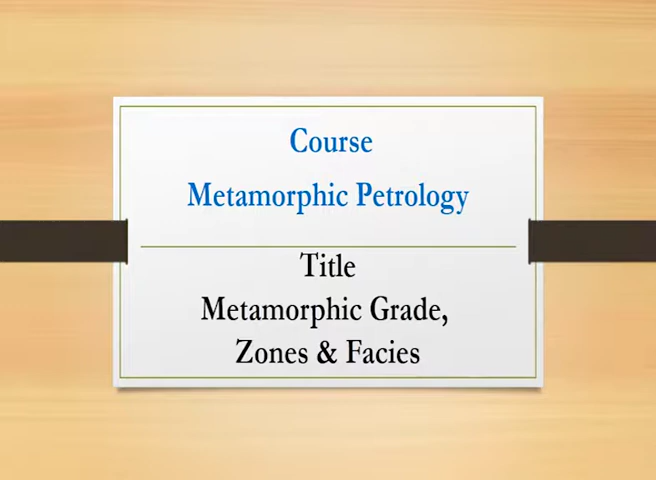 Course
Metamorphic Petrology
Title
Metamorphic Grade,
Zones & Facies